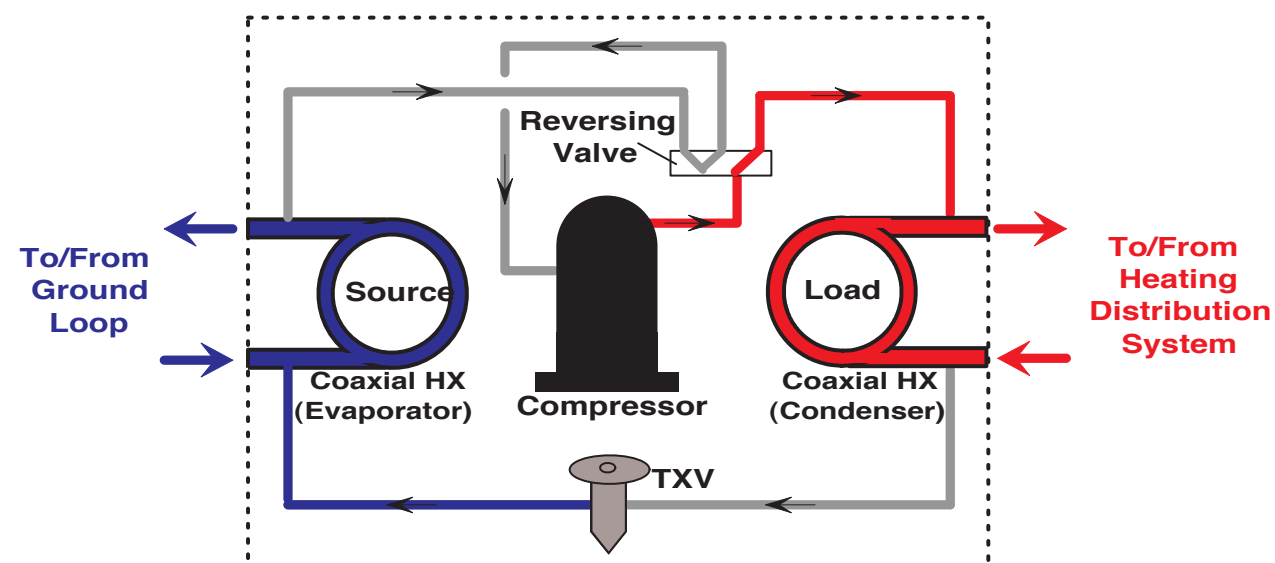 Reversing
Valve
To/From
Ground
Loop
Source
Load
To/From
Heating
Distribution
System
Coaxial HX
(Evaporator)
Compressor
Coaxial HX
(Condenser)
TXV